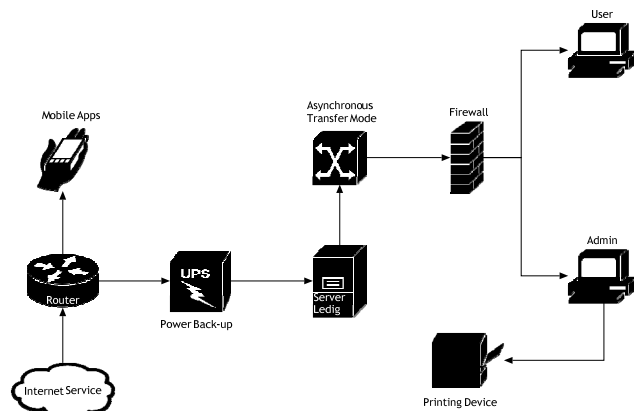 User
Mobile Apps
Asynchronous
Transfer Mode
Firewall
Admin
Router
UPS
Server
Ledig
Power Back-up
Internet Service
Printing Device